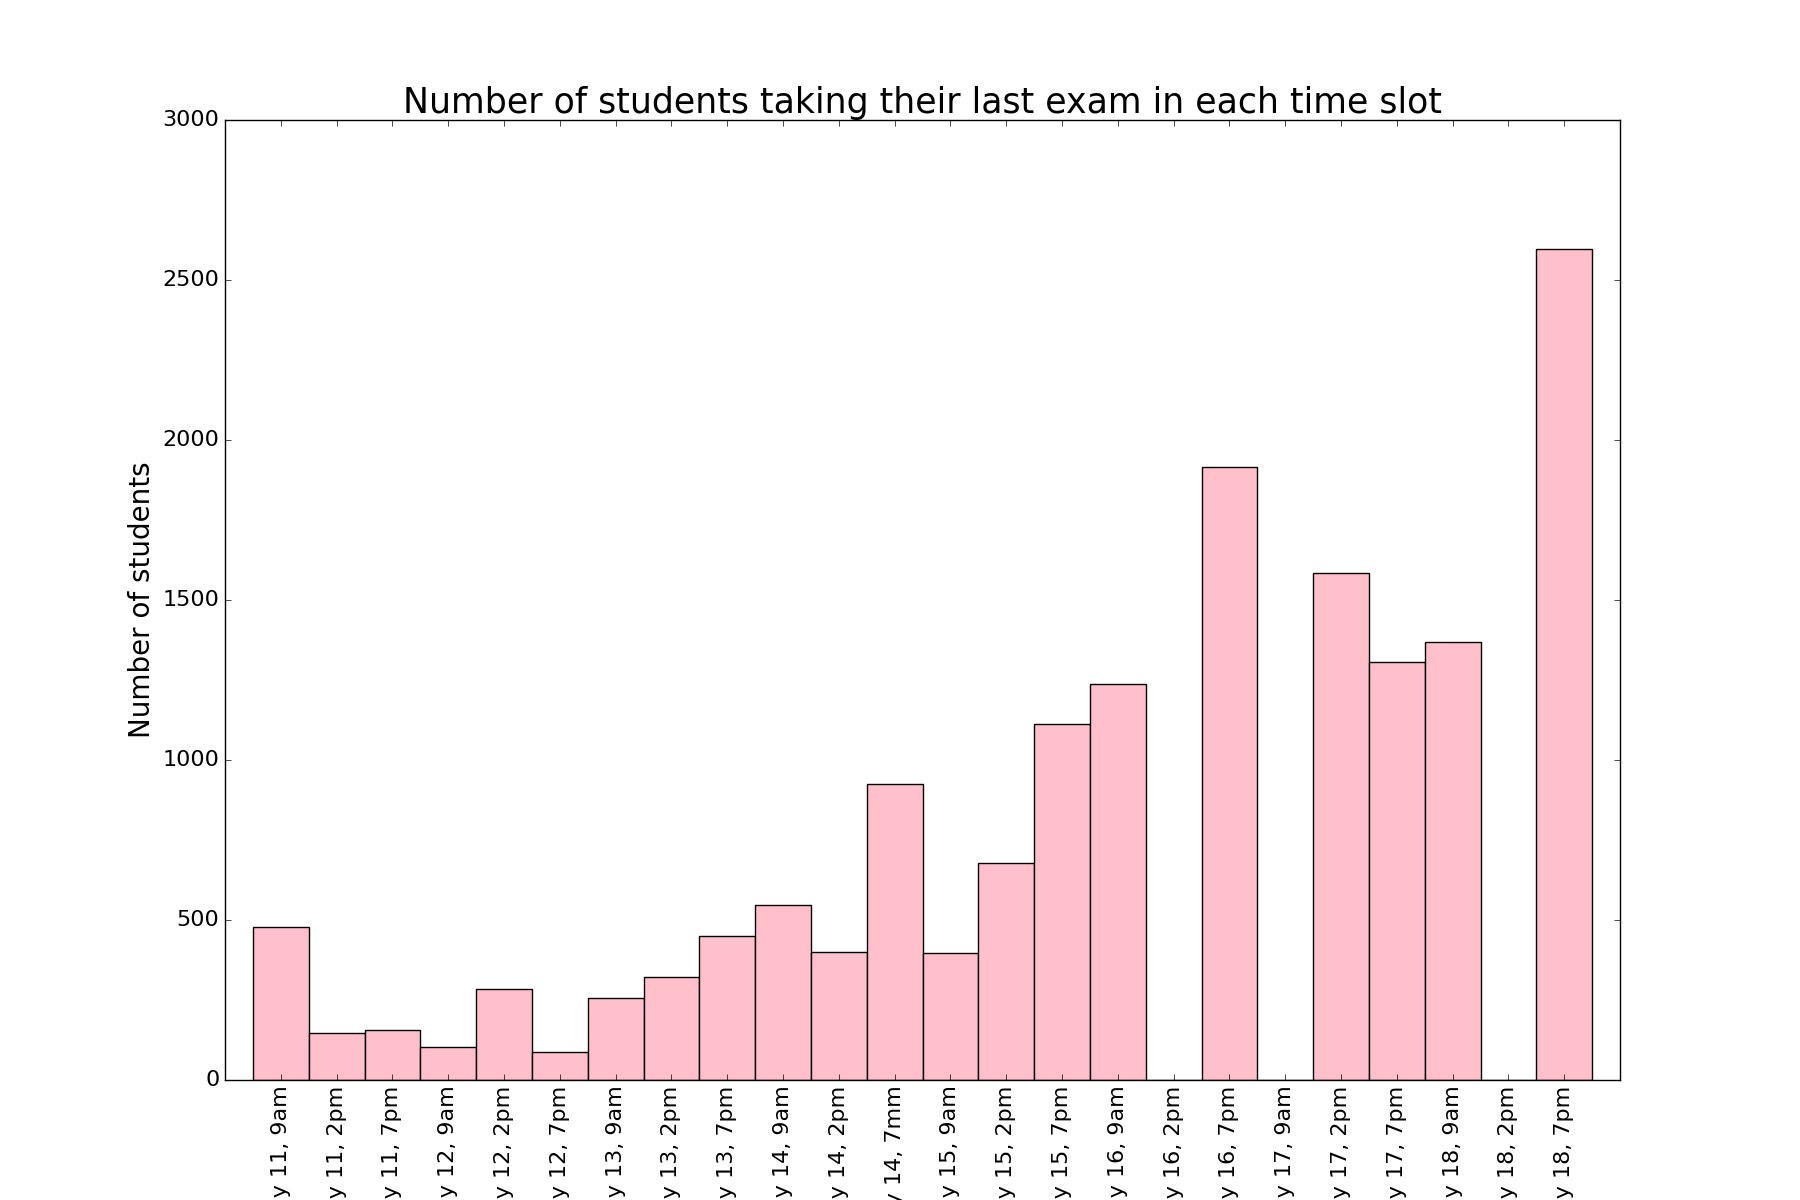 Number of students taking their last exam in each time slot
Number of students
3000
2500
2000
1500
1000
500
0
y 11, 9am
y 11, 2pm
y 11, 7pm
y 12, 9am
y 12, 2pm
y 12, 7pm
y 13, 9am
y 13, 2pm
y 13, 7pm
y 14, 9am
y 14, 2pm
y 14, 7mm
y 15, 9am
y 15, 2pm
y 15, 7pm
y 16, 9am
y 16, 2pm
y 16, 7pm
y 17, 9am
y 17, 2pm
y 17, 7pm
y 18, 9am
y 18, 2pm
y 18, 7pm